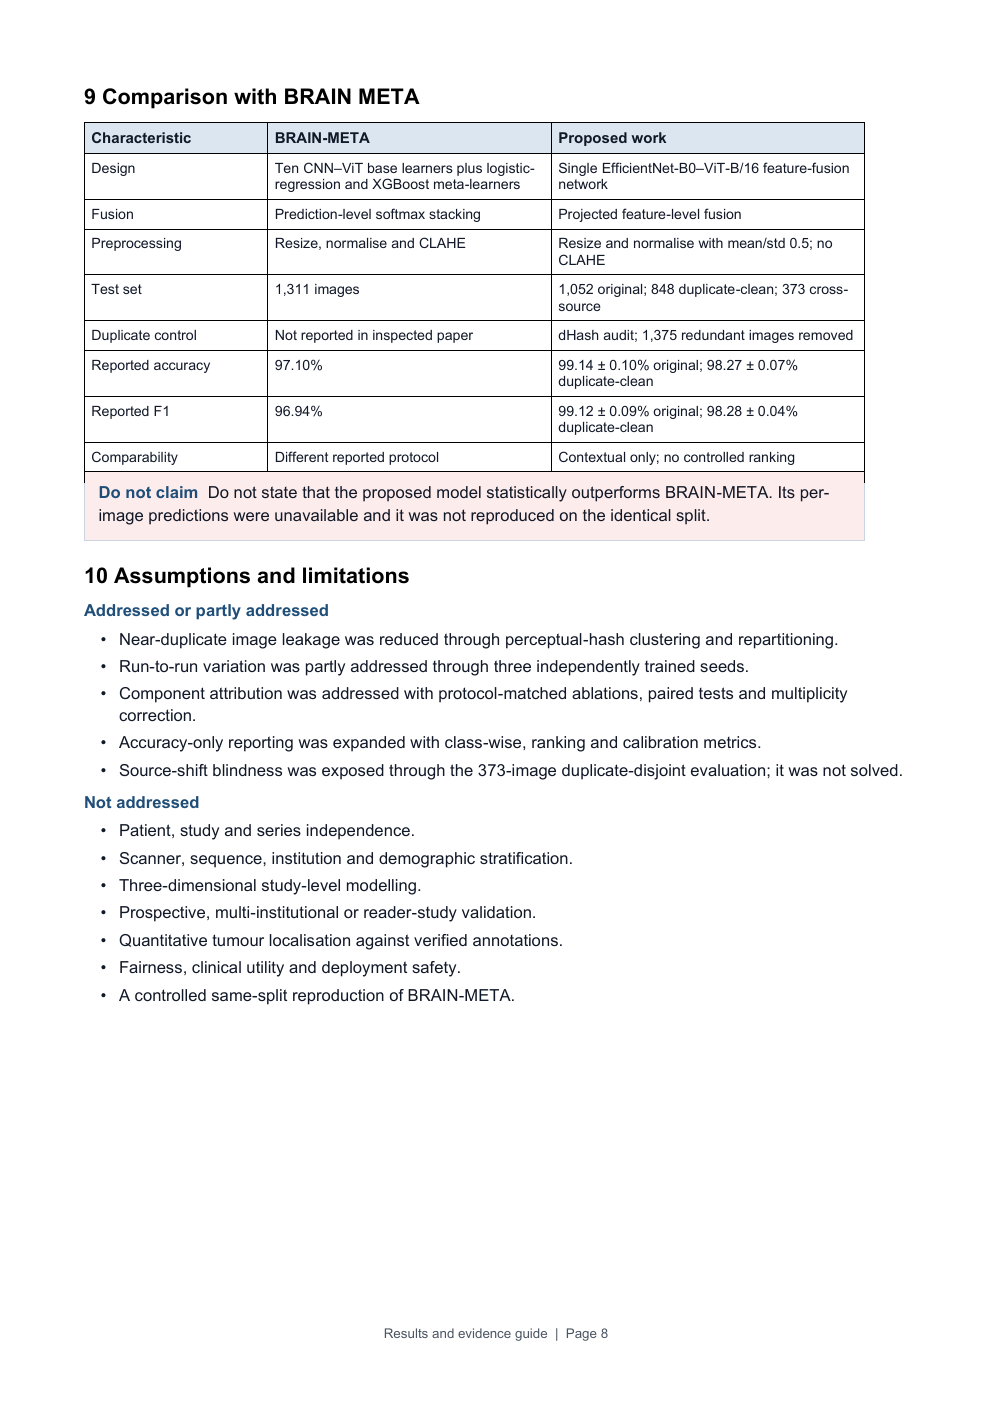 9 Comparison with BRAIN META
Characteristic BRAIN-META Proposed work
Design Ten CNN–ViT base learners plus logistic- Single EfficientNet-B0–ViT-B/16 feature-fusion
regression and XGBoost meta-learners network
Fusion Prediction-level softmax stacking Projected feature-level fusion
Preprocessing Resize, normalise and CLAHE Resize and normalise with mean/std 0.5; no
CLAHE
Test set 1,311 images 1,052 original; 848 duplicate-clean; 373 cross-
source
Duplicate control Not reported in inspected paper dHash audit; 1,375 redundant images removed
Reported accuracy 97.10% 99.14 ± 0.10% original; 98.27 ± 0.07%
duplicate-clean
Reported F1 96.94% 99.12 ± 0.09% original; 98.28 ± 0.04%
duplicate-clean
Comparability Different reported protocol Contextual only; no controlled ranking
Do not claim Do not state that the proposed model statistically outperforms BRAIN-META. Its per-
image predictions were unavailable and it was not reproduced on the identical split.
10 Assumptions and limitations
Addressed or partly addressed
• Near-duplicate image leakage was reduced through perceptual-hash clustering and repartitioning.
• Run-to-run variation was partly addressed through three independently trained seeds.
• Component attribution was addressed with protocol-matched ablations, paired tests and multiplicity
correction.
• Accuracy-only reporting was expanded with class-wise, ranking and calibration metrics.
• Source-shift blindness was exposed through the 373-image duplicate-disjoint evaluation; it was not solved.
Not addressed
• Patient, study and series independence.
• Scanner, sequence, institution and demographic stratification.
• Three-dimensional study-level modelling.
• Prospective, multi-institutional or reader-study validation.
• Quantitative tumour localisation against verified annotations.
• Fairness, clinical utility and deployment safety.
• A controlled same-split reproduction of BRAIN-META.
Results and evidence guide | Page 8